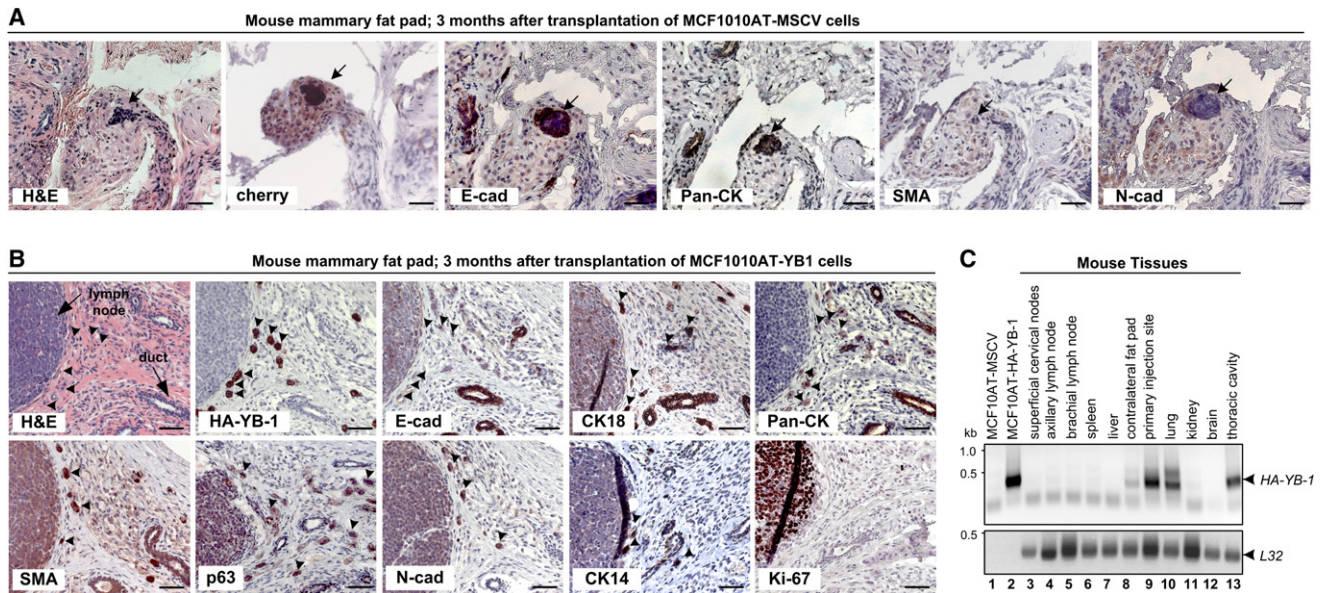 A
Mouse mammary fat pad; 3 months after transplantation of MCF1010AT-MSCV cells
H&E
cherry
E-cad
Pan-CK
SMA
N-cad
B
Mouse mammary fat pad; 3 months after transplantation of MCF1010AT-YB1 cells
lymph
node
duct
H&E
HA-YB-1
E-cad
CK18
Pan-CK
SMA
p63
N-cad
CK14
Ki-67
C
Mouse Tissues
MCF10AT-MSCV
MCF10AT-HA-YB-1
superficial cervical nodes
axillary lymph node
brachial lymph node
spleen
liver
contralateral fat pad
primary injection site
lung
kidney
brain
thoracic cavity
kb
1.0
0.5
HA-YB-1
0.5
L32
1 2 3 4 5 6 7 8 9 10 11 12 13